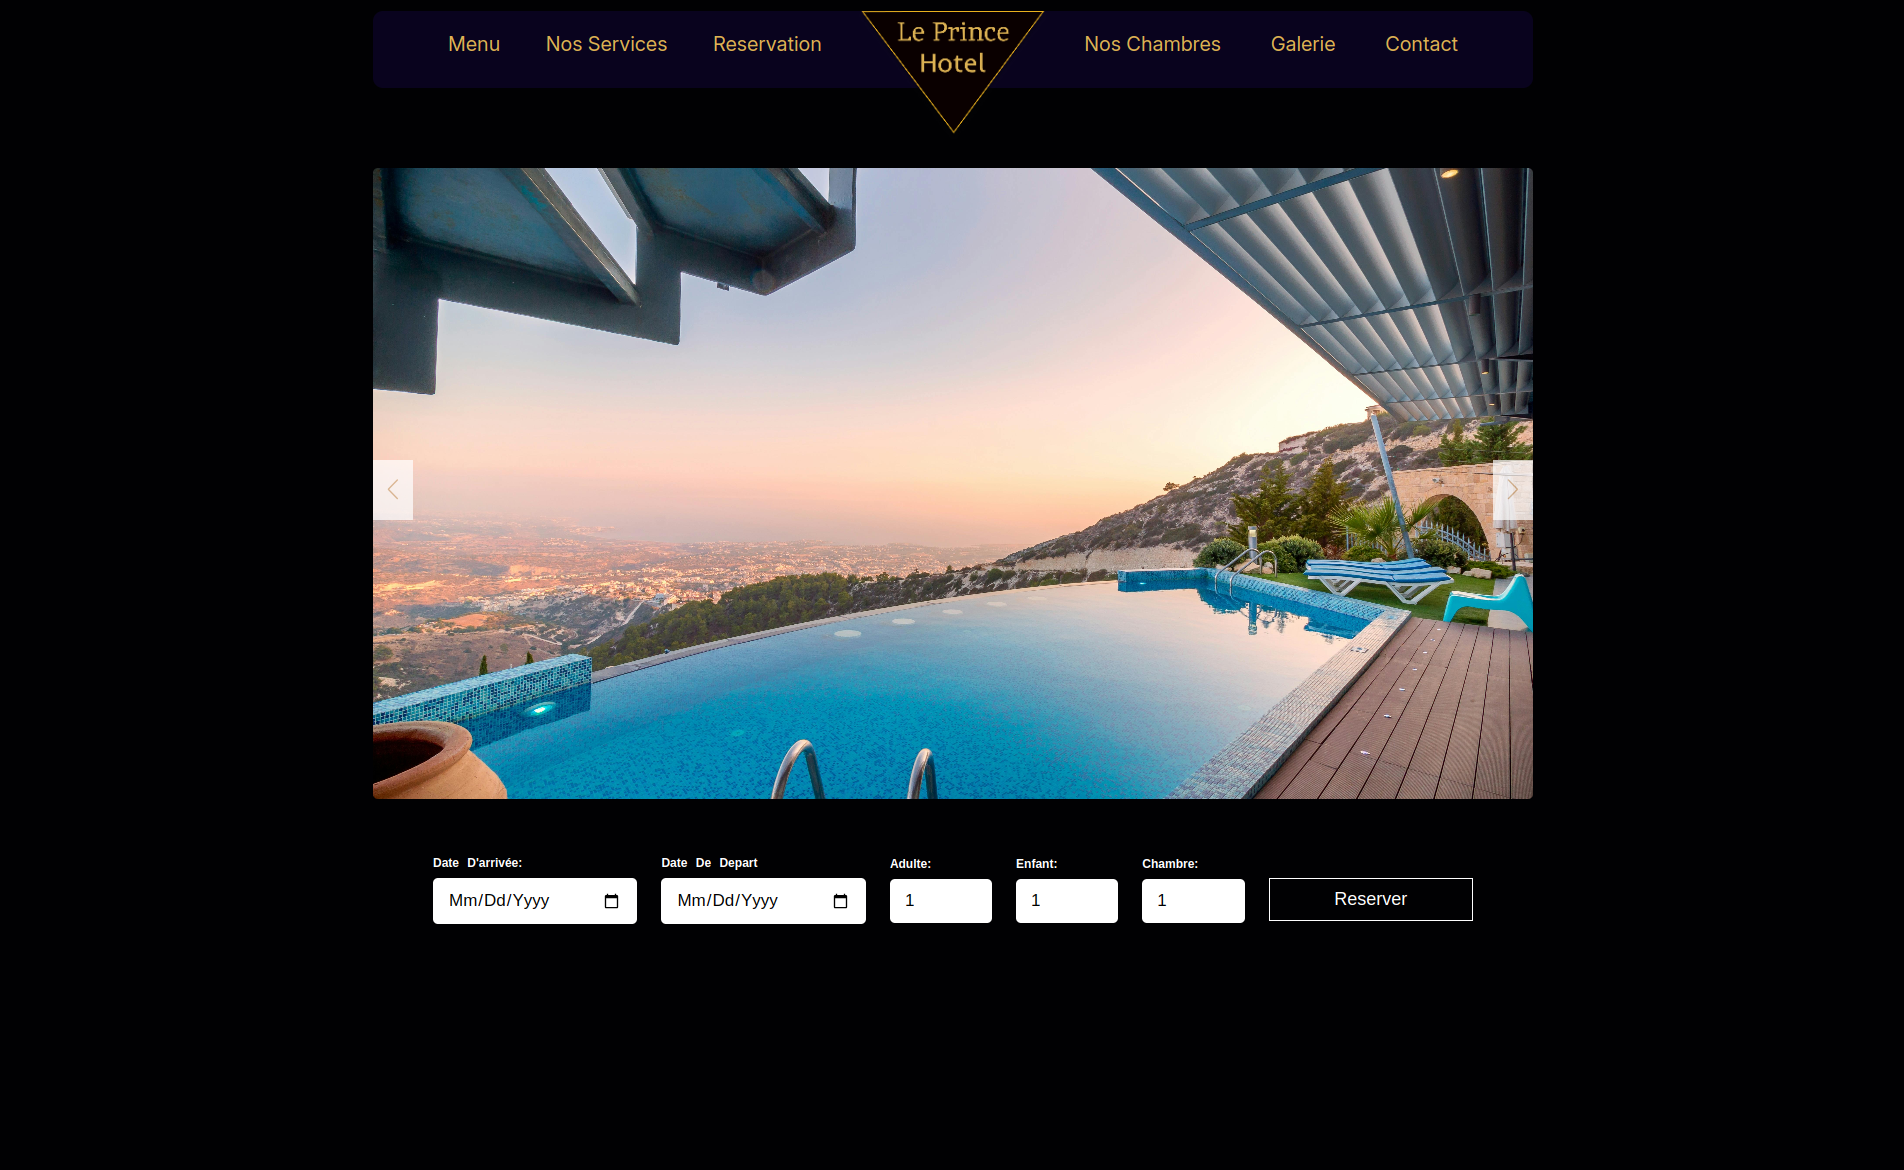 Menu
Nos Services
Reservation
Le Prince
Hotel
Nos Chambres
Galerie
Contact
Date D'arrivée:
Date De Depart
Adulte:
Enfant:
Chambre:
Mm/Dd/Yyyy
Mm/Dd/Yyyy
1
1
1
Reserver